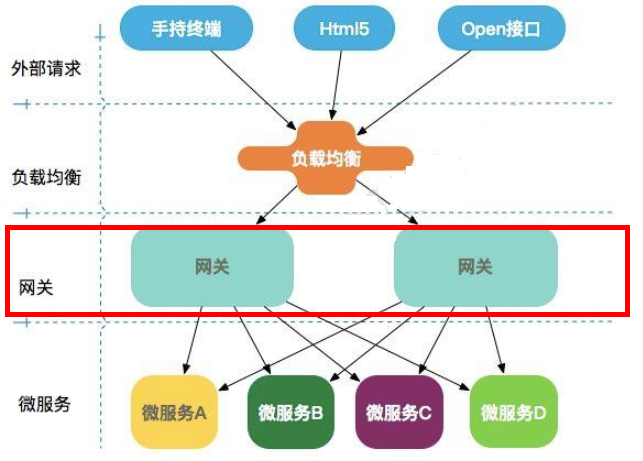 手持终端
Html5
Open接口
外部请求
负载均衡
负载均衡
网关
网关
网关
微服务
微服务A
微服务B
微服务C
微服务D